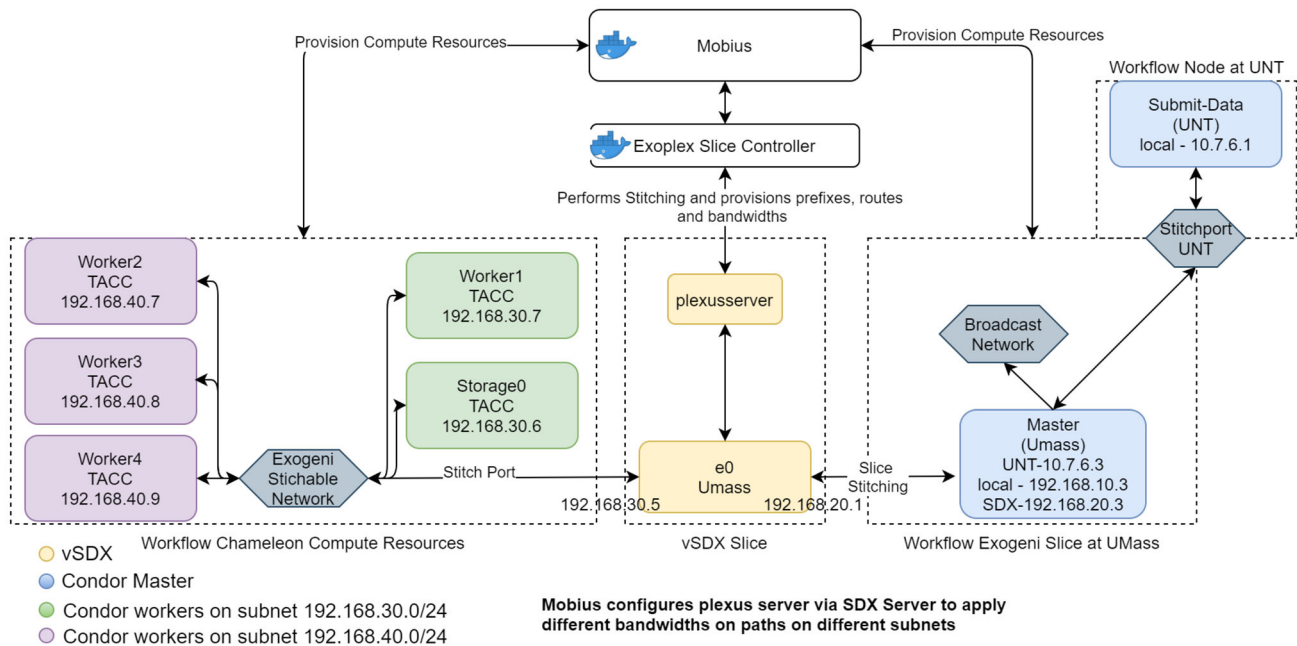 Provision Compute Resources
Mobius
Provision Compute Resources
Workflow Node at UNT
Submit-Data
(UNT)
local - 10.7.6.1
Exoplex Slice Controller
Performs Stitching and provisions prefixes, routes
and bandwidths
Stitchport
UNT
Worker2
TACC
192.168.40.7
Worker1
TACC
192.168.30.7
plexusserver
Broadcast
Network
Worker3
TACC
192.168.40.8
Storage0
TACC
192.168.30.6
Worker4
TACC
192.168.40.9
Exogeni
Stichable
Network
Stitch Port
e0
Umass
192.168.30.5
192.168.20.1
Slice
Stitching
Master
(Umass)
UNT-10.7.6.3
local - 192.168.10.3
SDX-192.168.20.3
Workflow Chameleon Compute Resources
vSDX Slice
Workflow Exogeni Slice at UMass
vSDX
Condor Master
Condor workers on subnet 192.168.30.0/24
Condor workers on subnet 192.168.40.0/24
Mobius configures plexus server via SDX Server to apply
different bandwidths on paths on different subnets